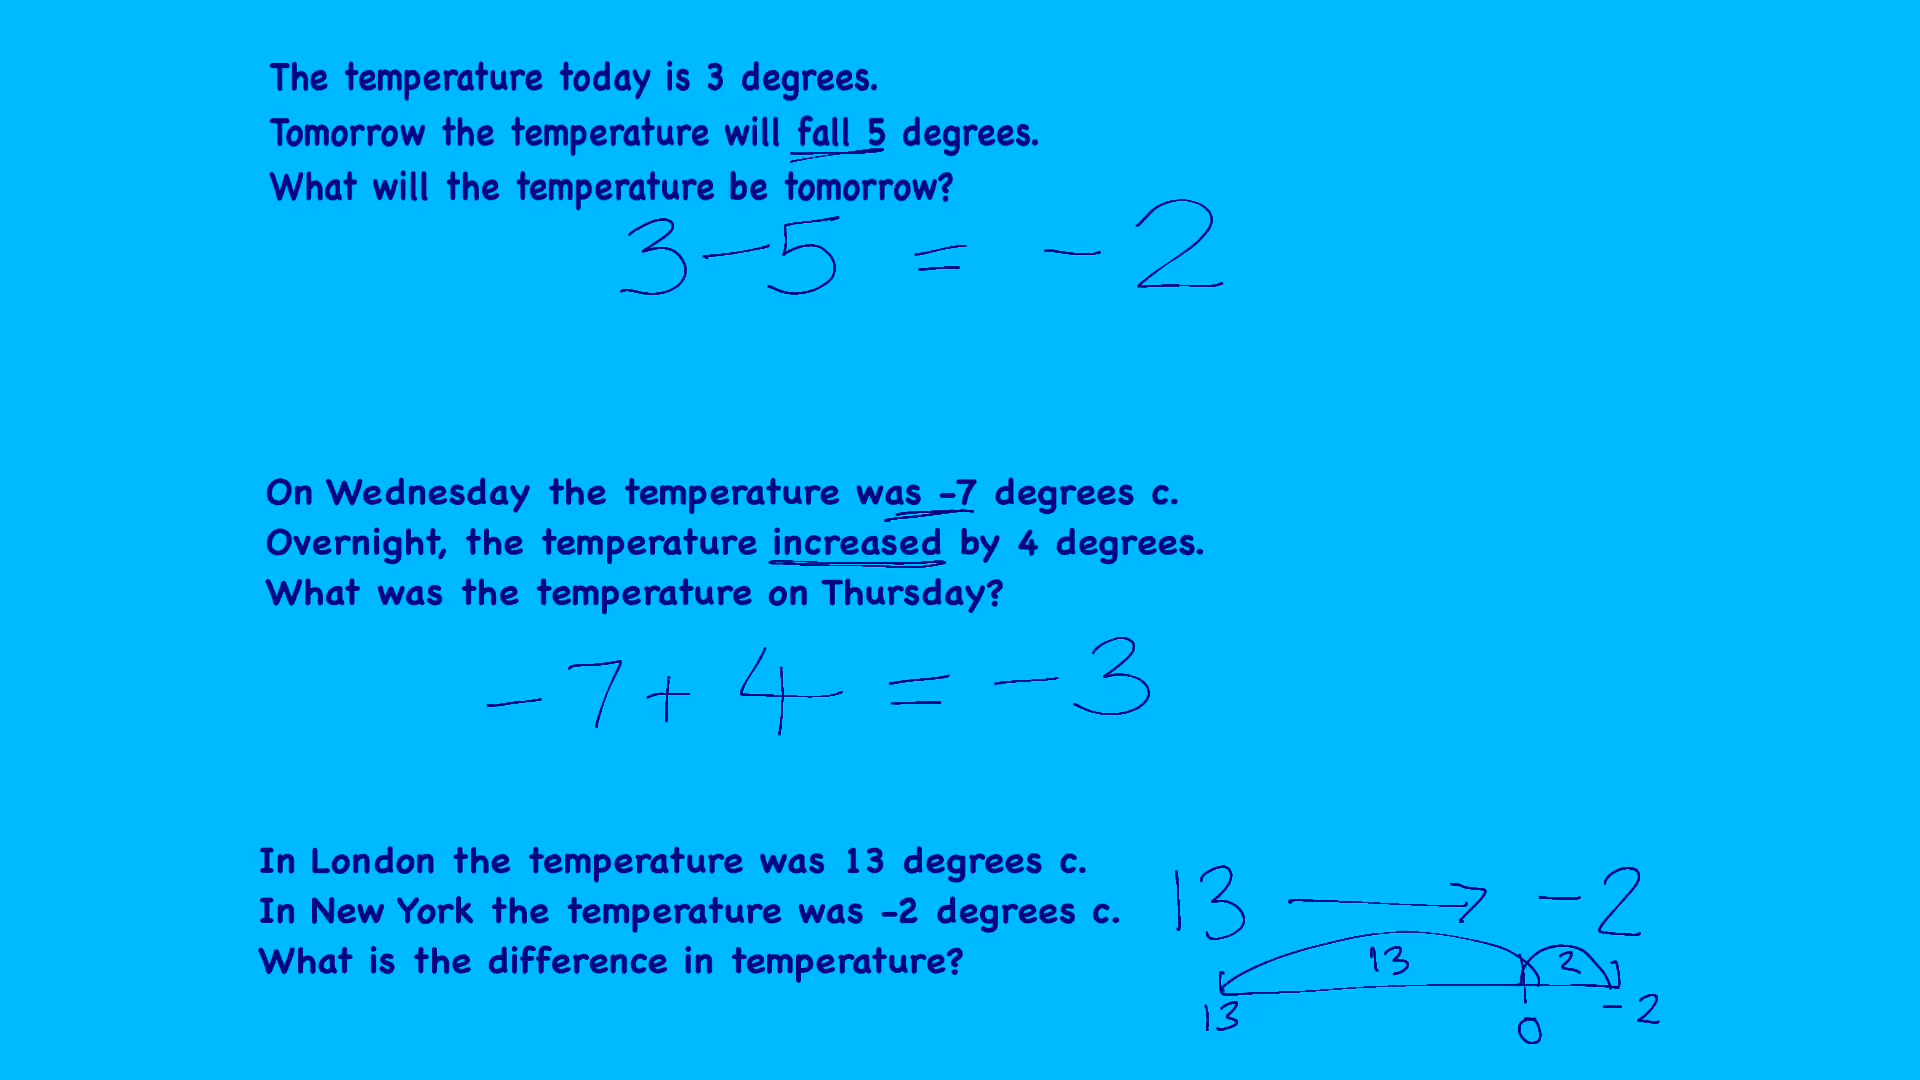 The temperature today is 3 degrees.
Tomorrow the temperature will fall 5 degrees.
What will the temperature be tomorrow?
3-5 = -2
On Wednesday the temperature was -7 degrees c.
Overnight, the temperature increased by 4 degrees.
What was the temperature on Thursday?
-7+4 = -3
In London the temperature was 13 degrees c.
In New York the temperature was -2 degrees c.
What is the difference in temperature?
13 → -2
13 2
13 0 -2